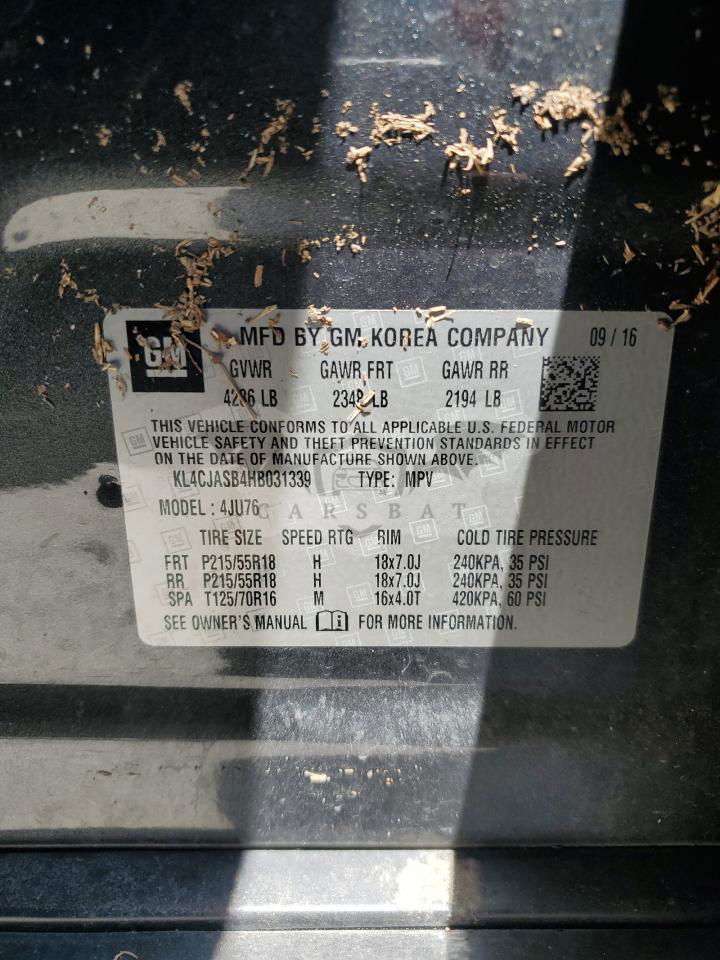 GM MFD BY GM KOREA COMPANY 09 / 16
GVWR GAWR FRT GAWR RR
4286 LB 2348 LB 2194 LB
THIS VEHICLE CONFORMS TO ALL APPLICABLE U.S. FEDERAL MOTOR
VEHICLE SAFETY AND THEFT PREVENTION STANDARDS IN EFFECT
ON THE DATE OF MANUFACTURE SHOWN ABOVE.
KL4CJASB4HB031339 TYPE: MPV
MODEL : 4JU76
CARSBAT
TIRE SIZE SPEED RTG RIM COLD TIRE PRESSURE
FRT P215/55R18 H 18x7.0J 240KPA, 35 PSI
RR P215/55R18 H 18x7.0J 240KPA, 35 PSI
SPA T125/70R16 M 16x4.0T 420KPA, 60 PSI
SEE OWNER'S MANUAL FOR MORE INFORMATION.